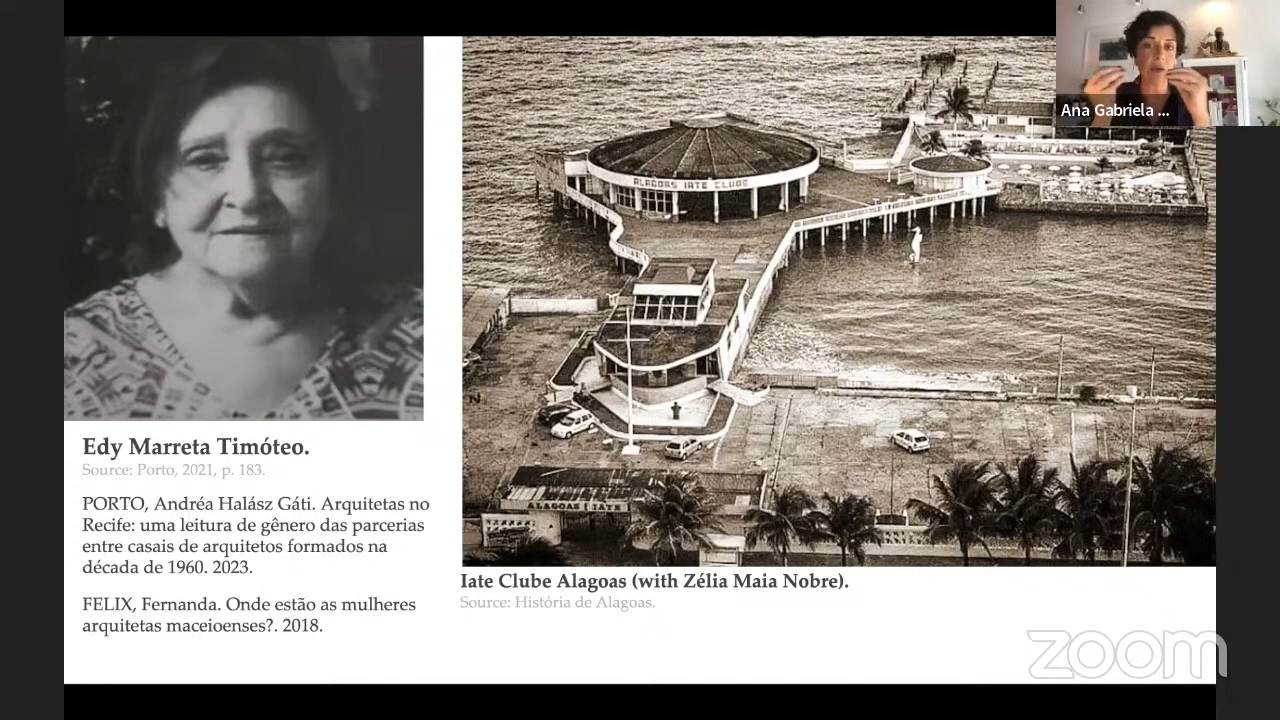 Ana Gabriela ...
ALAGOAS IATE CLUBE
ALAGOAS IATE
Edy Marreta Timóteo.
Source: Porto, 2021, p. 183.
PORTO, Andréa Halász Gáti. Arquitetas no
Recife: uma leitura de gênero das parcerias
entre casais de arquitetos formados na
década de 1960. 2023.
FELIX, Fernanda. Onde estão as mulheres
arquitetas maceioenses?. 2018.
Iate Clube Alagoas (with Zélia Maia Nobre).
Source: História de Alagoas.
zoom